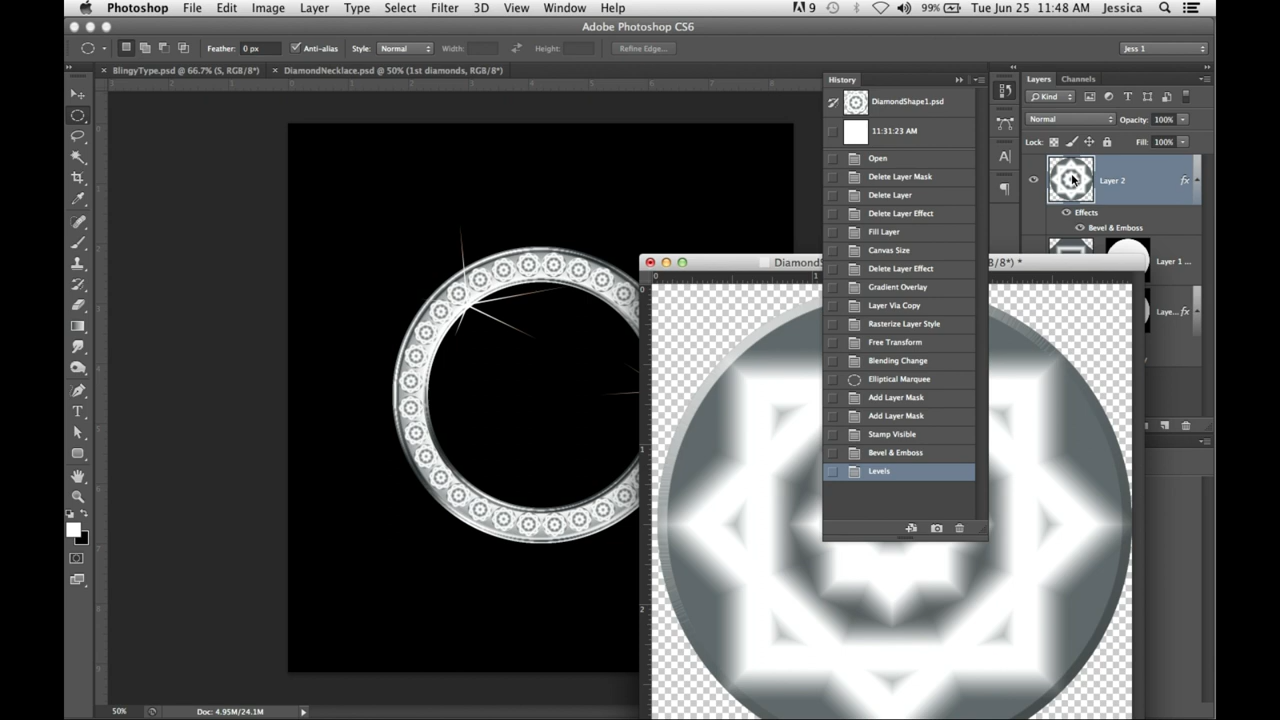 Photoshop File Edit Image Layer Type Select Filter 3D View Window Help 9 99% Tue Jun 25 11:48 AM Jessica
Adobe Photoshop CS6
Feather: 0 px Anti-alias Style: Normal Width: Height: Refine Edge... Jess 1
BlingyType.psd @ 66.7% (S, RGB/8*) DiamondNecklace.psd @ 50% (1st diamonds, RGB/8*)
History
DiamondShape1.psd
11:31:23 AM
Open
Delete Layer Mask
Delete Layer
Delete Layer Effect
Fill Layer
Canvas Size
Delete Layer Effect
Gradient Overlay
Layer Via Copy
Rasterize Layer Style
Free Transform
Blending Change
Elliptical Marquee
Add Layer Mask
Add Layer Mask
Stamp Visible
Bevel & Emboss
Levels
Layers Channels
Kind
Normal Opacity: 100%
Lock: Fill: 100%
Layer 2 fx
Effects
Bevel & Emboss
Layer 1 ...
Laye... fx
DiamondS B/8*) *
50% Doc: 4.95M/24.1M